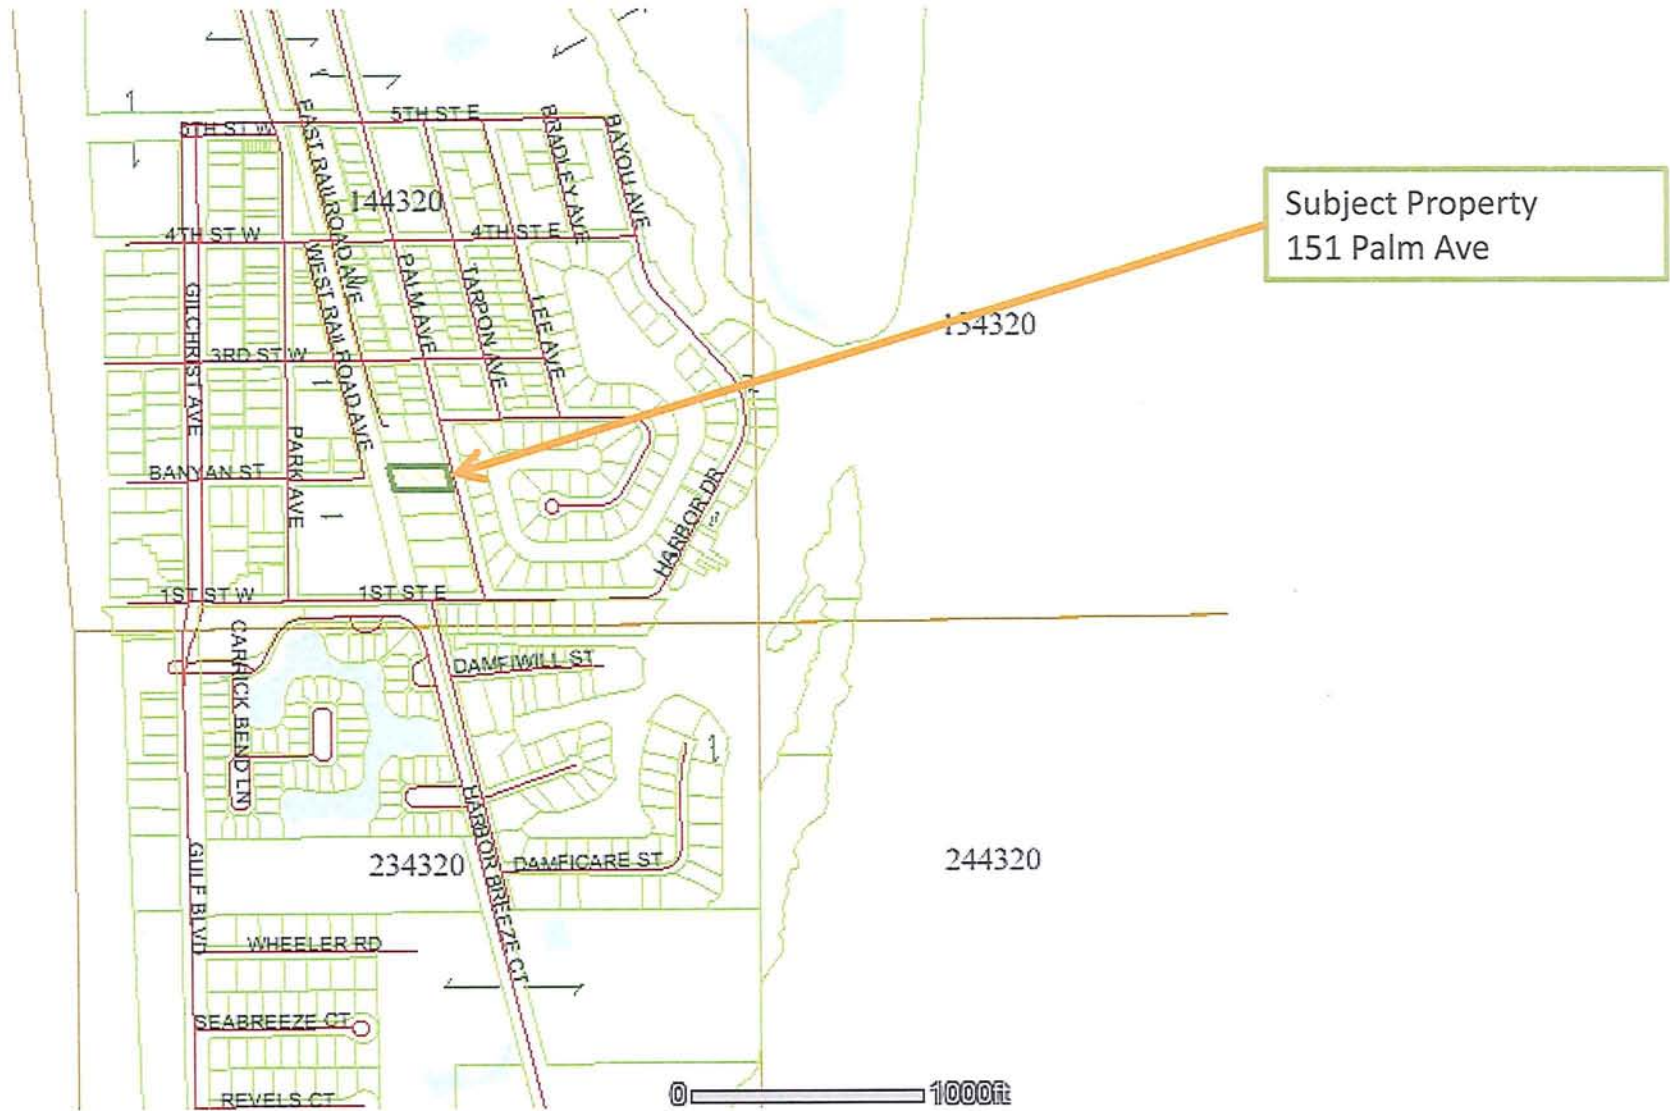 5TH ST W
5TH ST E
EAST RAILROAD AVE
BRADLEY AVE
BAYOU AVE
Subject Property
151 Palm Ave
144320
4TH ST W
4TH ST E
WEST RAILROAD AVE
PALM AVE
TARPON AVE
LEE AVE
GILCHRIST AVE
134320
3RD ST W
PARK AVE
BANYAN ST
HARBOR DR
1ST ST W
1ST ST E
CARRICK BEND LN
DAMFIWILL ST
HARBOR BREEZE CT
GULF BLVD
234320
DAMFICARE ST
244320
WHEELER RD
SEABREEZE CT
REVELS CT
0
1000ft